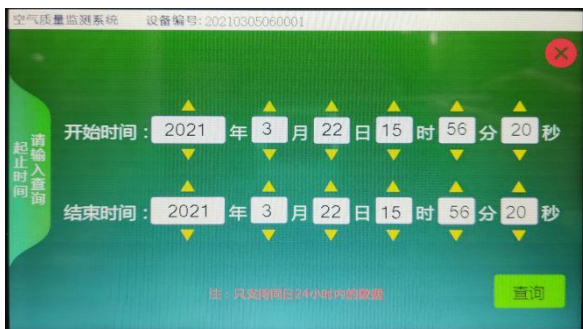 空气质量监测系统 设备编号:20210305060001
请输入查询
起止时间
开始时间：2021 年 3 月 22 日 15 时 56 分 20 秒
结束时间：2021 年 3 月 22 日 15 时 56 分 20 秒
注：只支持同日24小时内的数据
查询